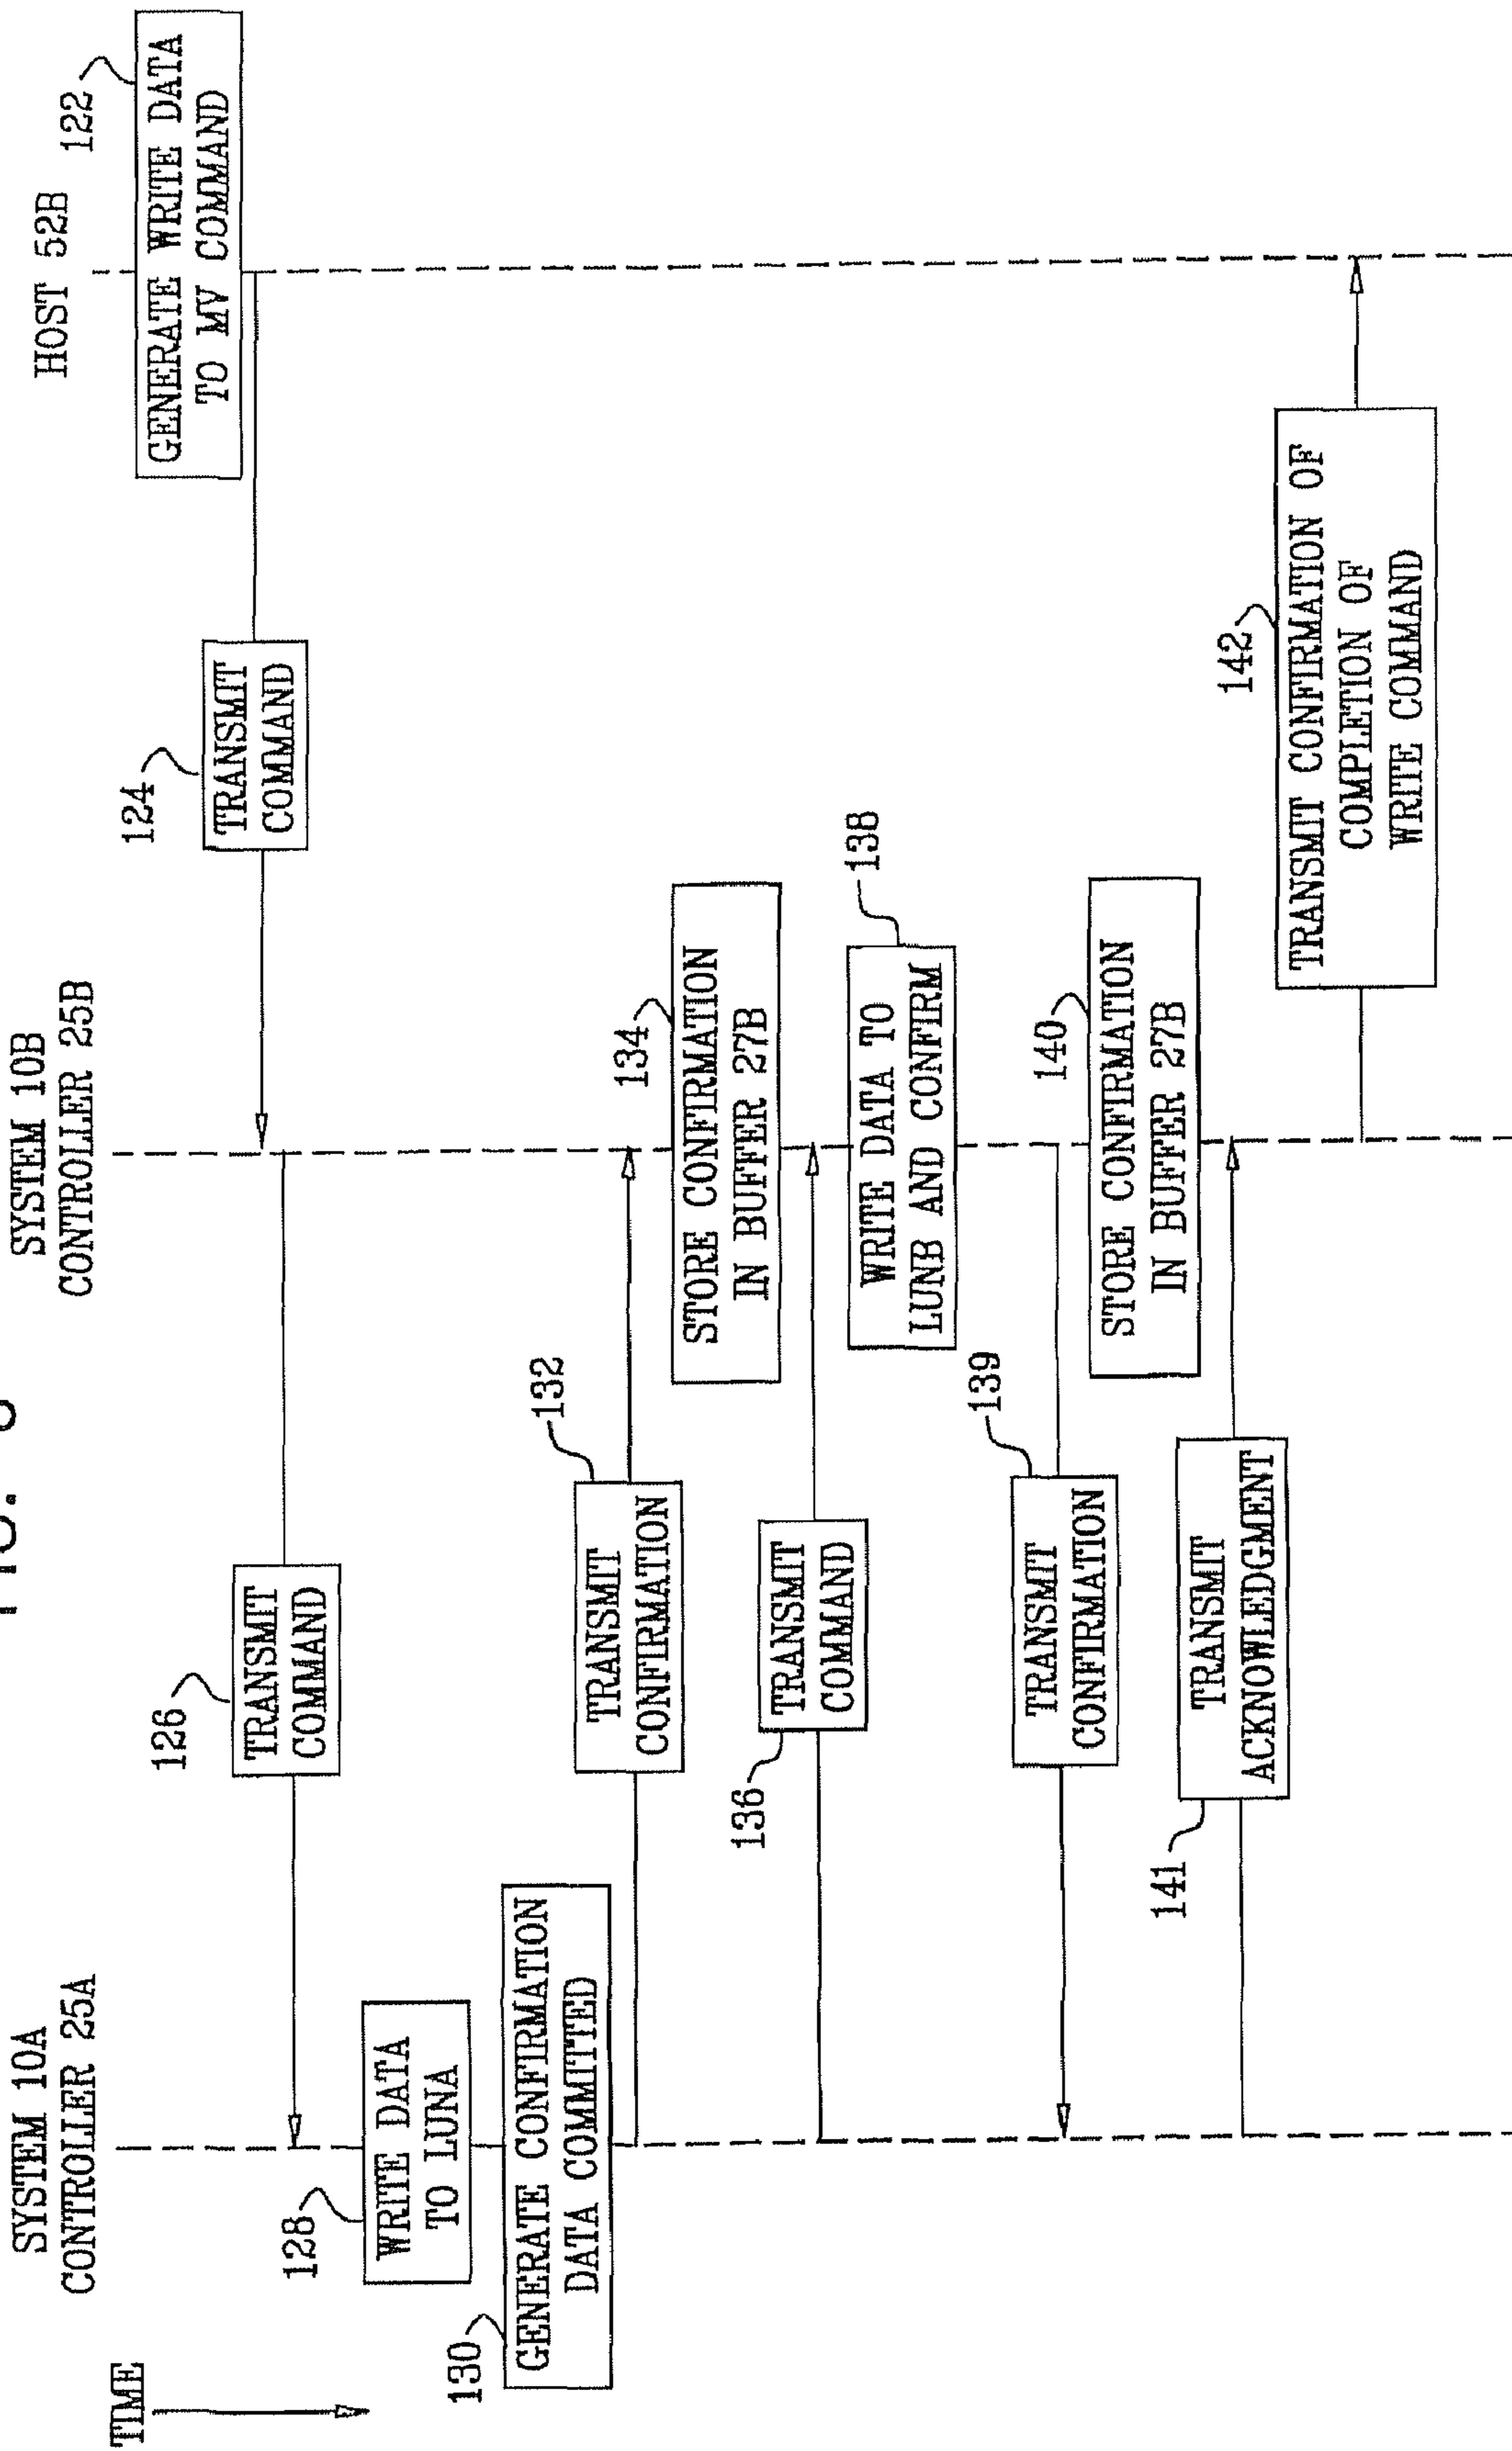 FIG.
TIME
SYSTEM 10A
CONTROLLER 25A
SYSTEM 10B
CONTROLLER 25B
HOST 52B
122
GENERATE WRITE DATA
TO MV COMMAND
124
TRANSMIT
COMMAND
126
TRANSMIT
COMMAND
128
WRITE DATA
TO LUNA
130
GENERATE CONFIRMATION
DATA COMMITTED
132
TRANSMIT
CONFIRMATION
134
STORE CONFIRMATION
IN BUFFER 27B
136
TRANSMIT
COMMAND
138
WRITE DATA TO
LUNB AND CONFIRM
139
TRANSMIT
CONFIRMATION
140
STORE CONFIRMATION
IN BUFFER 27B
141
TRANSMIT
ACKNOWLEDGMENT
142
TRANSMIT CONFIRMATION OF
COMPLETION OF
WRITE COMMAND